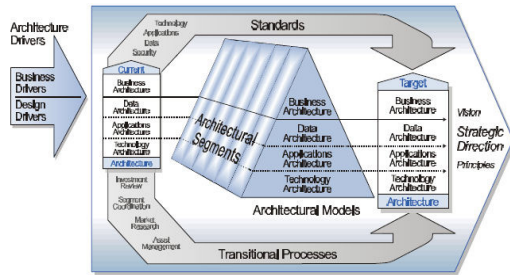 Architecture
Drivers
Business
Drivers
Design
Drivers
Technology
Applications
Data
Security
Standards
Current
Business
Architecture
Data
Architecture
Applications
Architecture
Technology
Architecture
Architecture
Architectural
Segments
Business
Architecture
Data
Architecture
Applications
Architecture
Technology
Architecture
Architectural Models
Target
Business
Architecture
Data
Architecture
Applications
Architecture
Technology
Architecture
Architecture
Vision
Strategic
Direction
Principles
Investment
Review
Segment
Coordination
Market
Research
Asset
Management
Transitional Processes